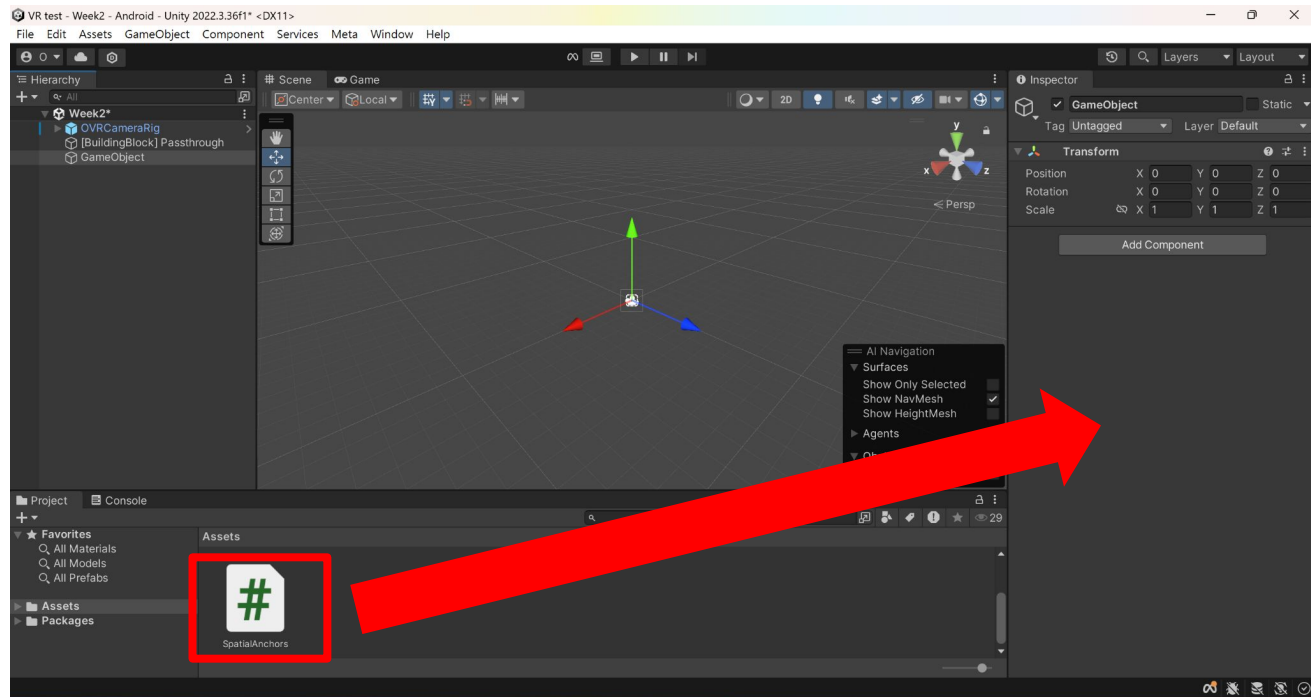 VR test - Week2 - Android - Unity 2022.3.36f1* <DX11>
File Edit Assets GameObject Component Services Meta Window Help
O
Layers Layout
Hierarchy
All
Week2*
OVRCameraRig
[BuildingBlock] Passthrough
GameObject
# Scene Game
Center Local 2D
y
x z
Persp
AI Navigation
Surfaces
Show Only Selected
Show NavMesh
Show HeightMesh
Agents
Inspector
GameObject Static
Tag Untagged Layer Default
Transform
Position X 0 Y 0 Z 0
Rotation X 0 Y 0 Z 0
Scale X 1 Y 1 Z 1
Add Component
Project Console
29
Favorites
All Materials
All Models
All Prefabs
Assets
Packages
Assets
#
SpatialAnchors